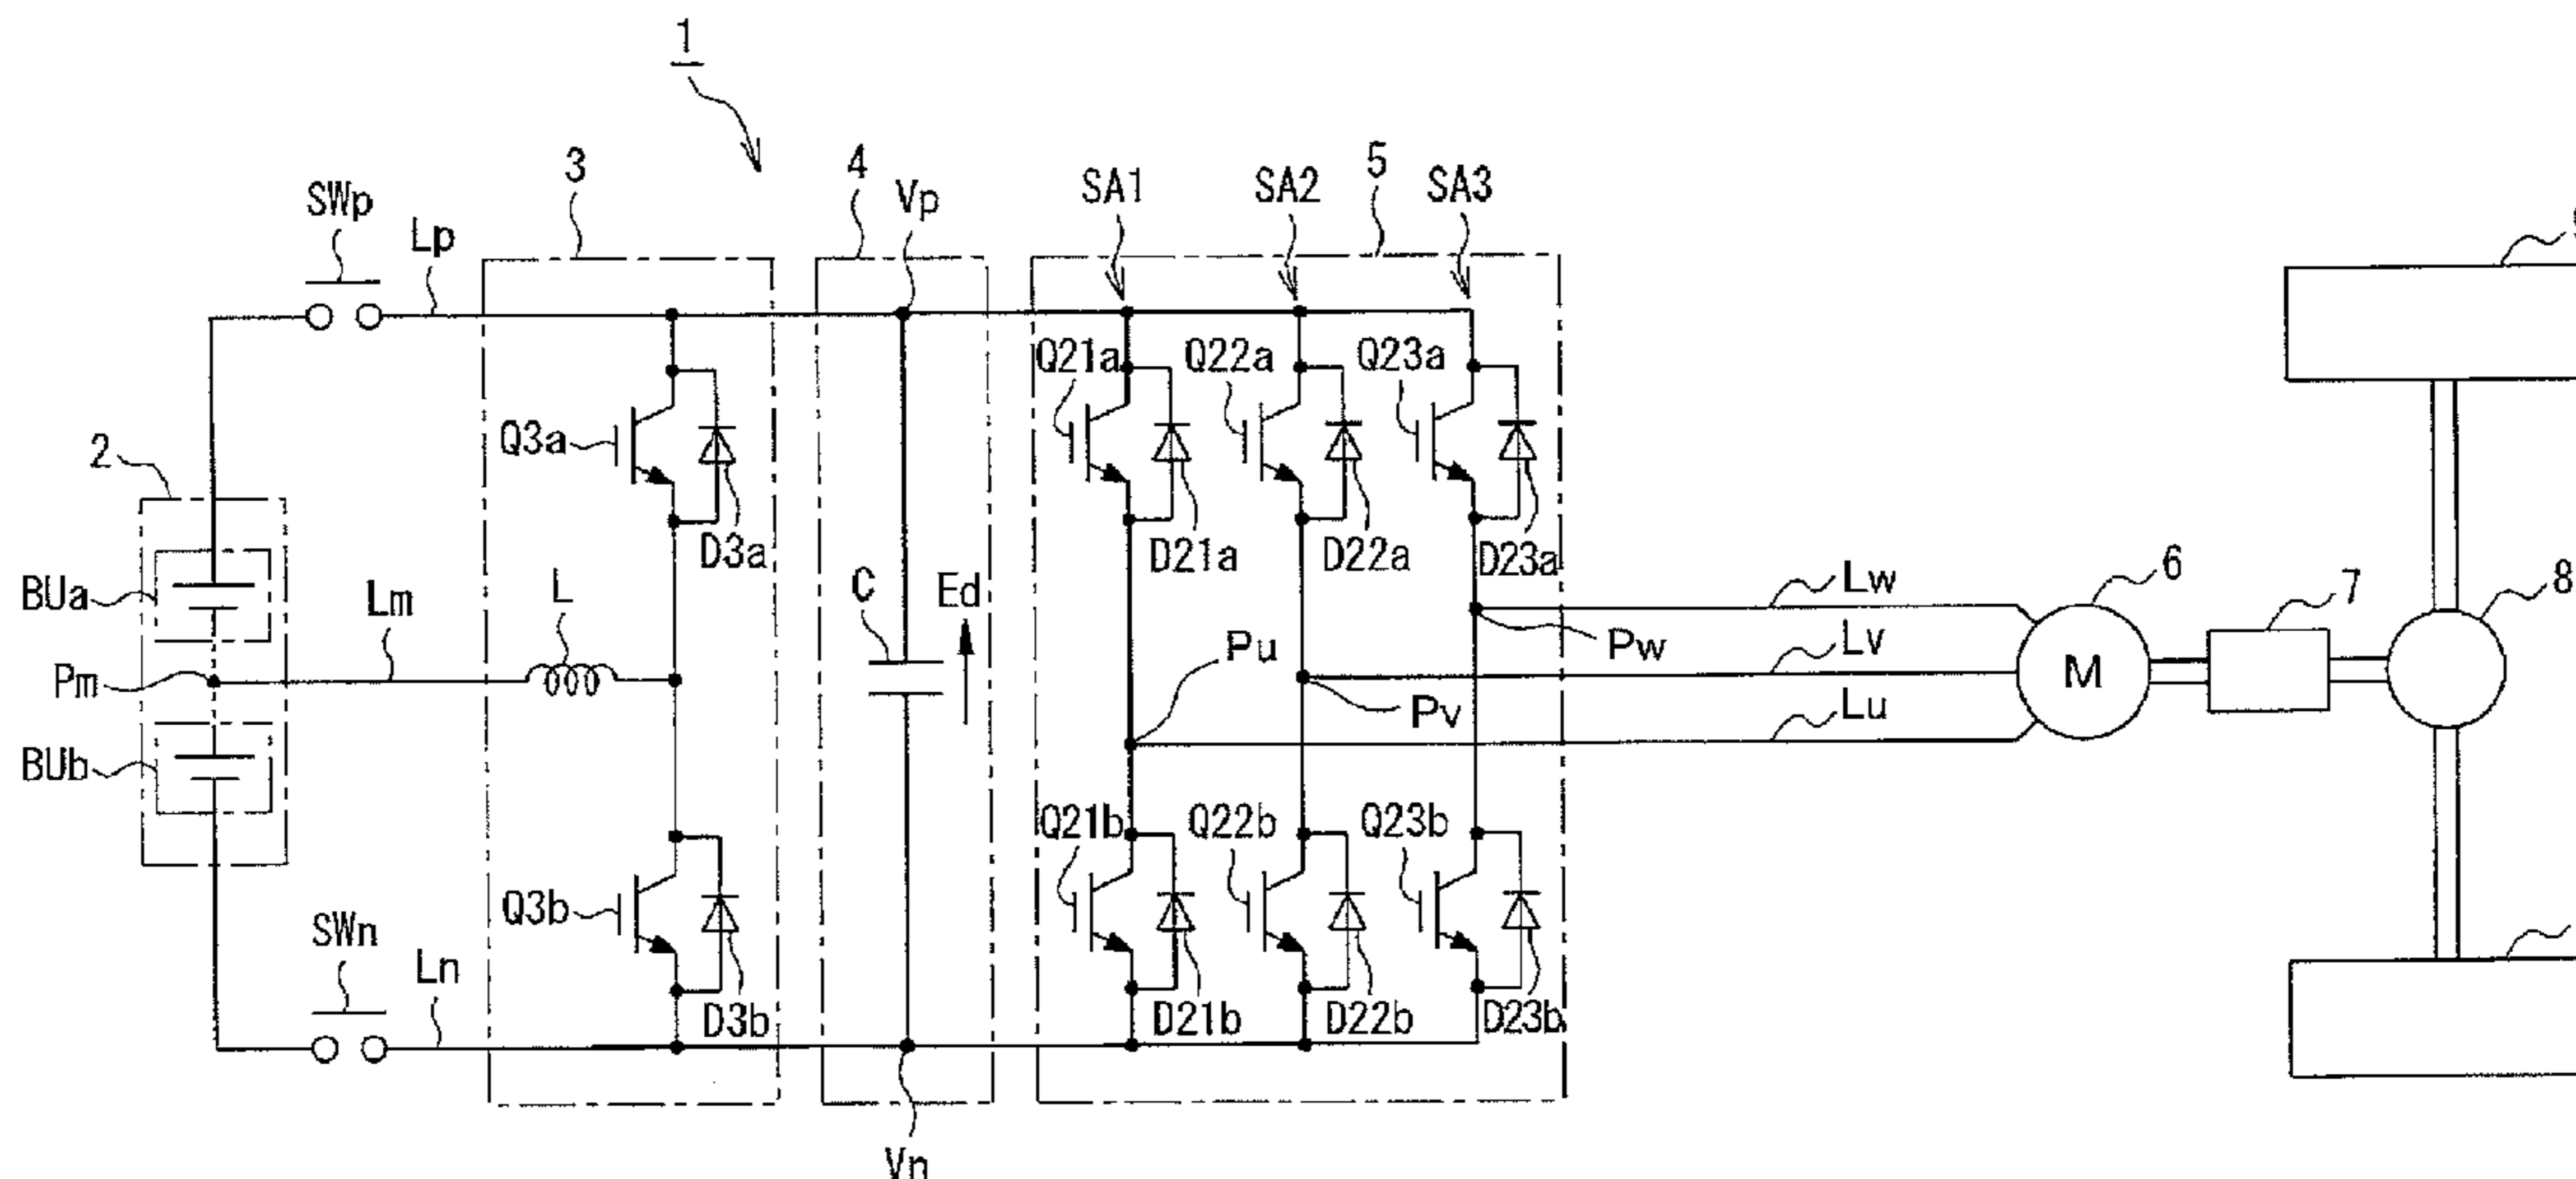 1
3
4
5
SWp
Lp
Vp
SA1
SA2
SA3
Q21a
Q22a
Q23a
Q3a
2
D3a
D21a
D22a
D23a
BUa
Lm
L
C
Ed
Lw
6
7
8
Pm
Pu
Pw
Lv
M
Pv
Lu
BUb
Q21b
Q22b
Q23b
Q3b
SWn
Ln
D3b
D21b
D22b
D23b
Vn